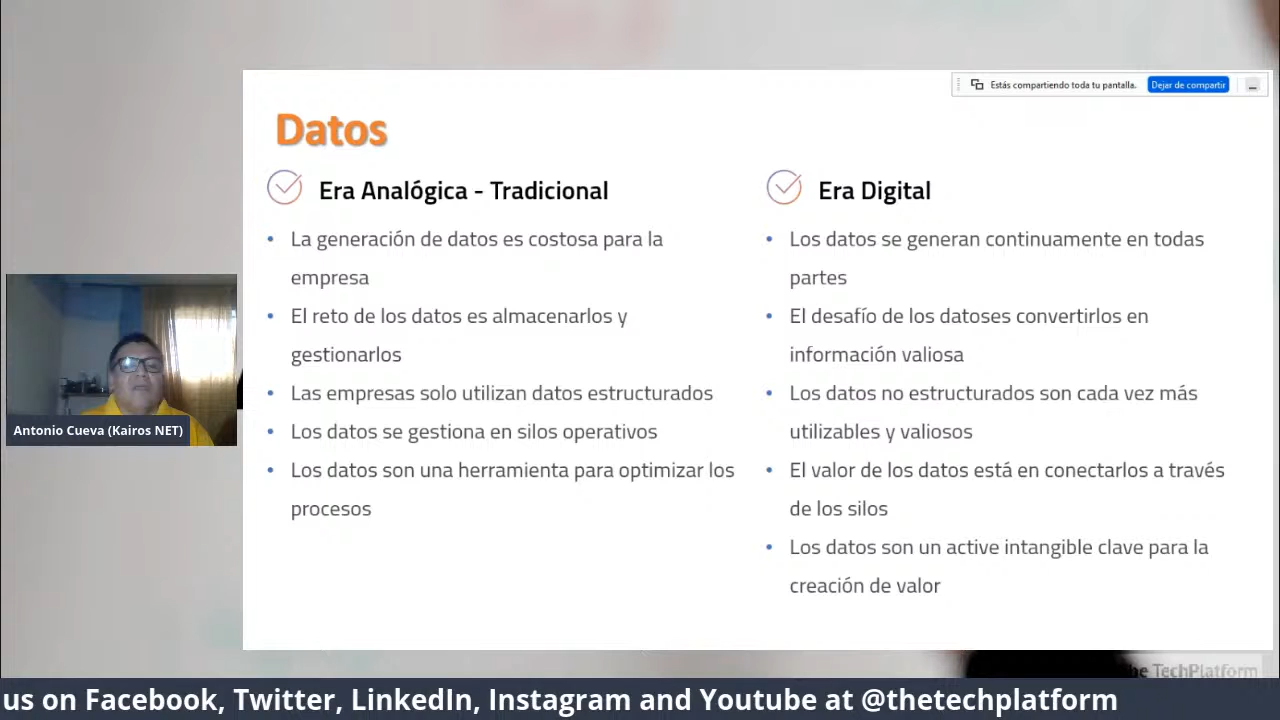 Estás compartiendo toda tu pantalla.
Dejar de compartir
Datos
Era Analógica - Tradicional
La generación de datos es costosa para la
empresa
El reto de los datos es almacenarlos y
gestionarlos
Las empresas solo utilizan datos estructurados
Los datos se gestiona en silos operativos
Los datos son una herramienta para optimizar los
procesos
Era Digital
Los datos se generan continuamente en todas
partes
El desafío de los datoses convertirlos en
información valiosa
Los datos no estructurados son cada vez más
utilizables y valiosos
El valor de los datos está en conectarlos a través
de los silos
Los datos son un active intangible clave para la
creación de valor
Antonio Cueva (Kairos NET)
he TechPlatform
us on Facebook, Twitter, LinkedIn, Instagram and Youtube at @thetechplatform